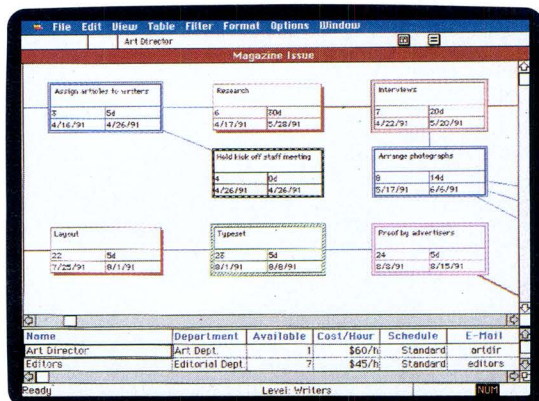 File Edit View Table Filter Format Options Window
Art Director
Magazine Issue
Assign articles to writers
3 5d
4/16/91 4/26/91
Research
6 30d
4/17/91 5/28/91
Interviews
7 20d
4/22/91 5/20/91
Hold kick off staff meeting
4 0d
4/26/91 4/26/91
Arrange photographs
8 14d
5/17/91 6/6/91
Layout
22 5d
7/25/91 8/1/91
Typeset
23 5d
8/1/91 8/8/91
Proof by advertisers
24 5d
8/8/91 8/15/91
Name Department Available Cost/Hour Schedule E-Mail
Art Director Art Dept. 1 $60/h Standard artdir
Editors Editorial Dept 7 $45/h Standard editors
Ready Level: Writers NUM